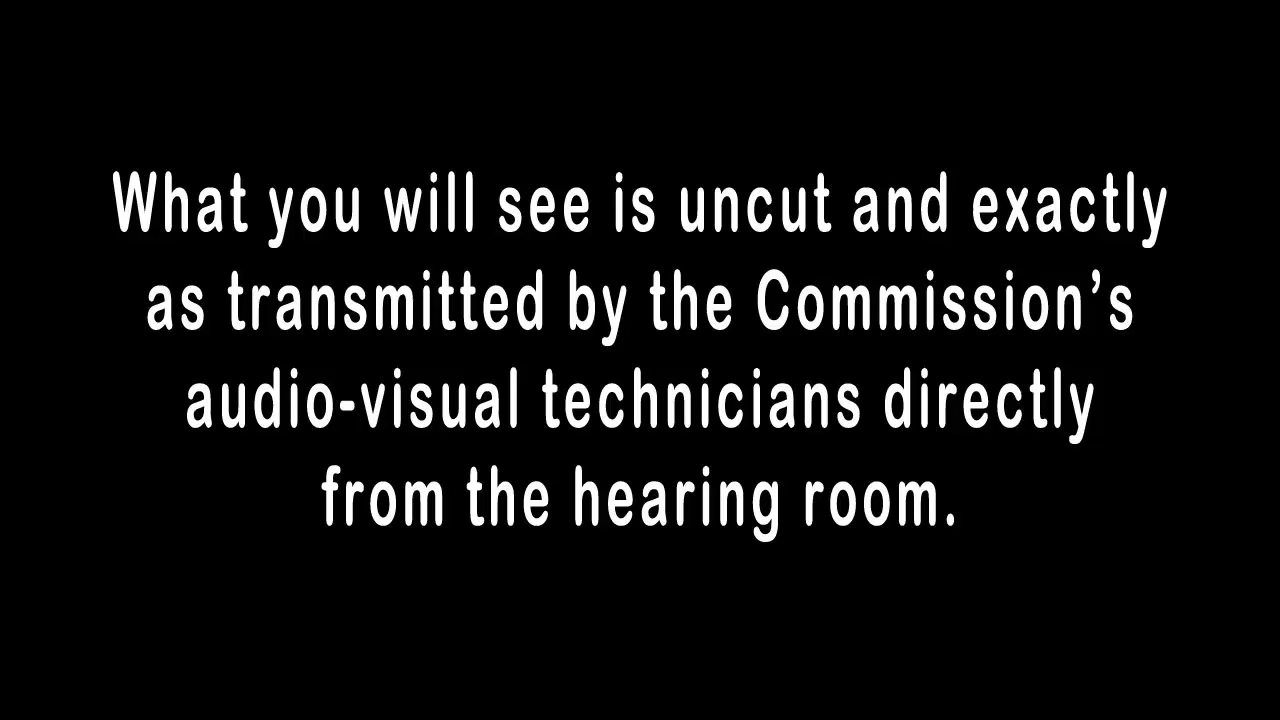 What you will see is uncut and exactly
as transmitted by the Commission’s
audio-visual technicians directly
from the hearing room.